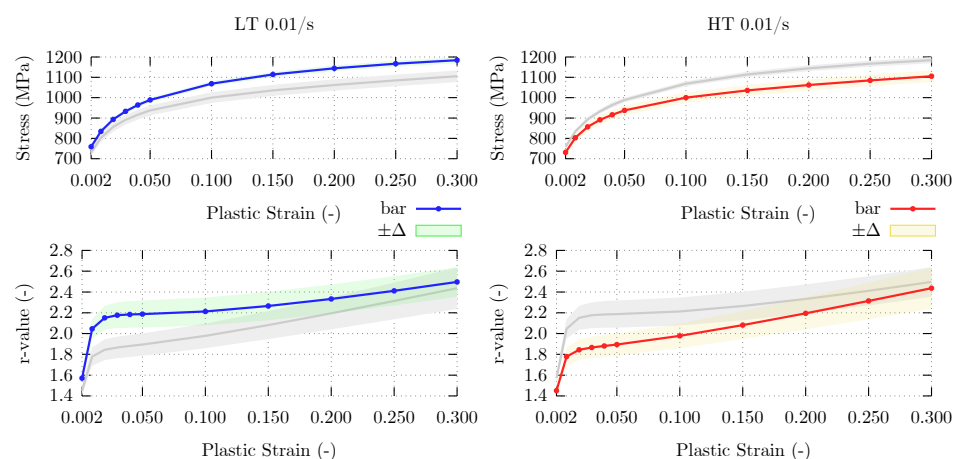 LT 0.01/s
HT 0.01/s
Stress (MPa)
1200
1100
1000
900
800
700
0.002 0.050 0.100 0.150 0.200 0.250 0.300
Plastic Strain (-)
Stress (MPa)
1200
1100
1000
900
800
700
0.002 0.050 0.100 0.150 0.200 0.250 0.300
Plastic Strain (-)
bar
±Δ
bar
±Δ
r-value (-)
2.8
2.6
2.4
2.2
2.0
1.8
1.6
1.4
0.002 0.050 0.100 0.150 0.200 0.250 0.300
Plastic Strain (-)
r-value (-)
2.8
2.6
2.4
2.2
2.0
1.8
1.6
1.4
0.002 0.050 0.100 0.150 0.200 0.250 0.300
Plastic Strain (-)